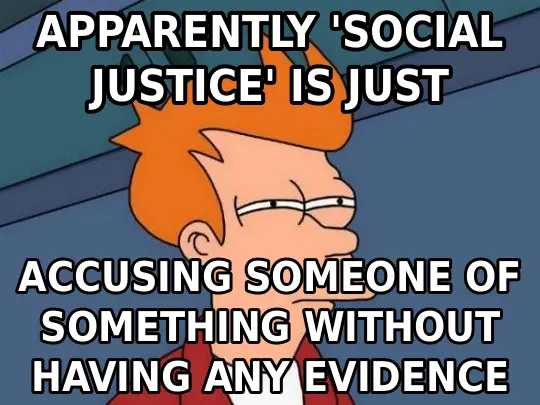 APPARENTLY 'SOCIAL
JUSTICE' IS JUST
ACCUSING SOMEONE OF
SOMETHING WITHOUT
HAVING ANY EVIDENCE